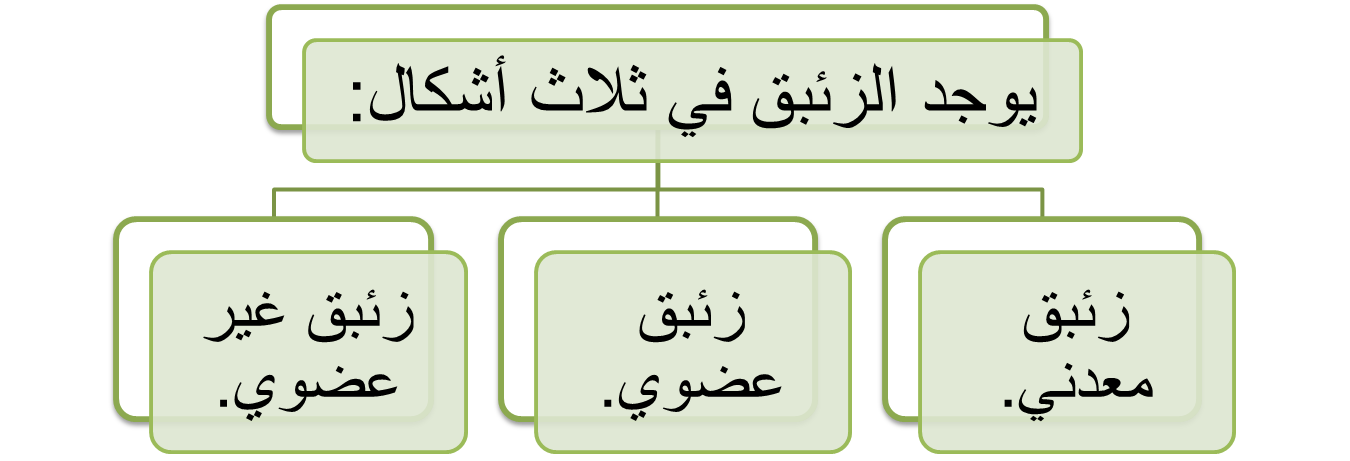 يوجد الزئبق في ثلاث أشكال:
زئبق
معدني.
زئبق
عضوي.
زئبق غير
عضوي.